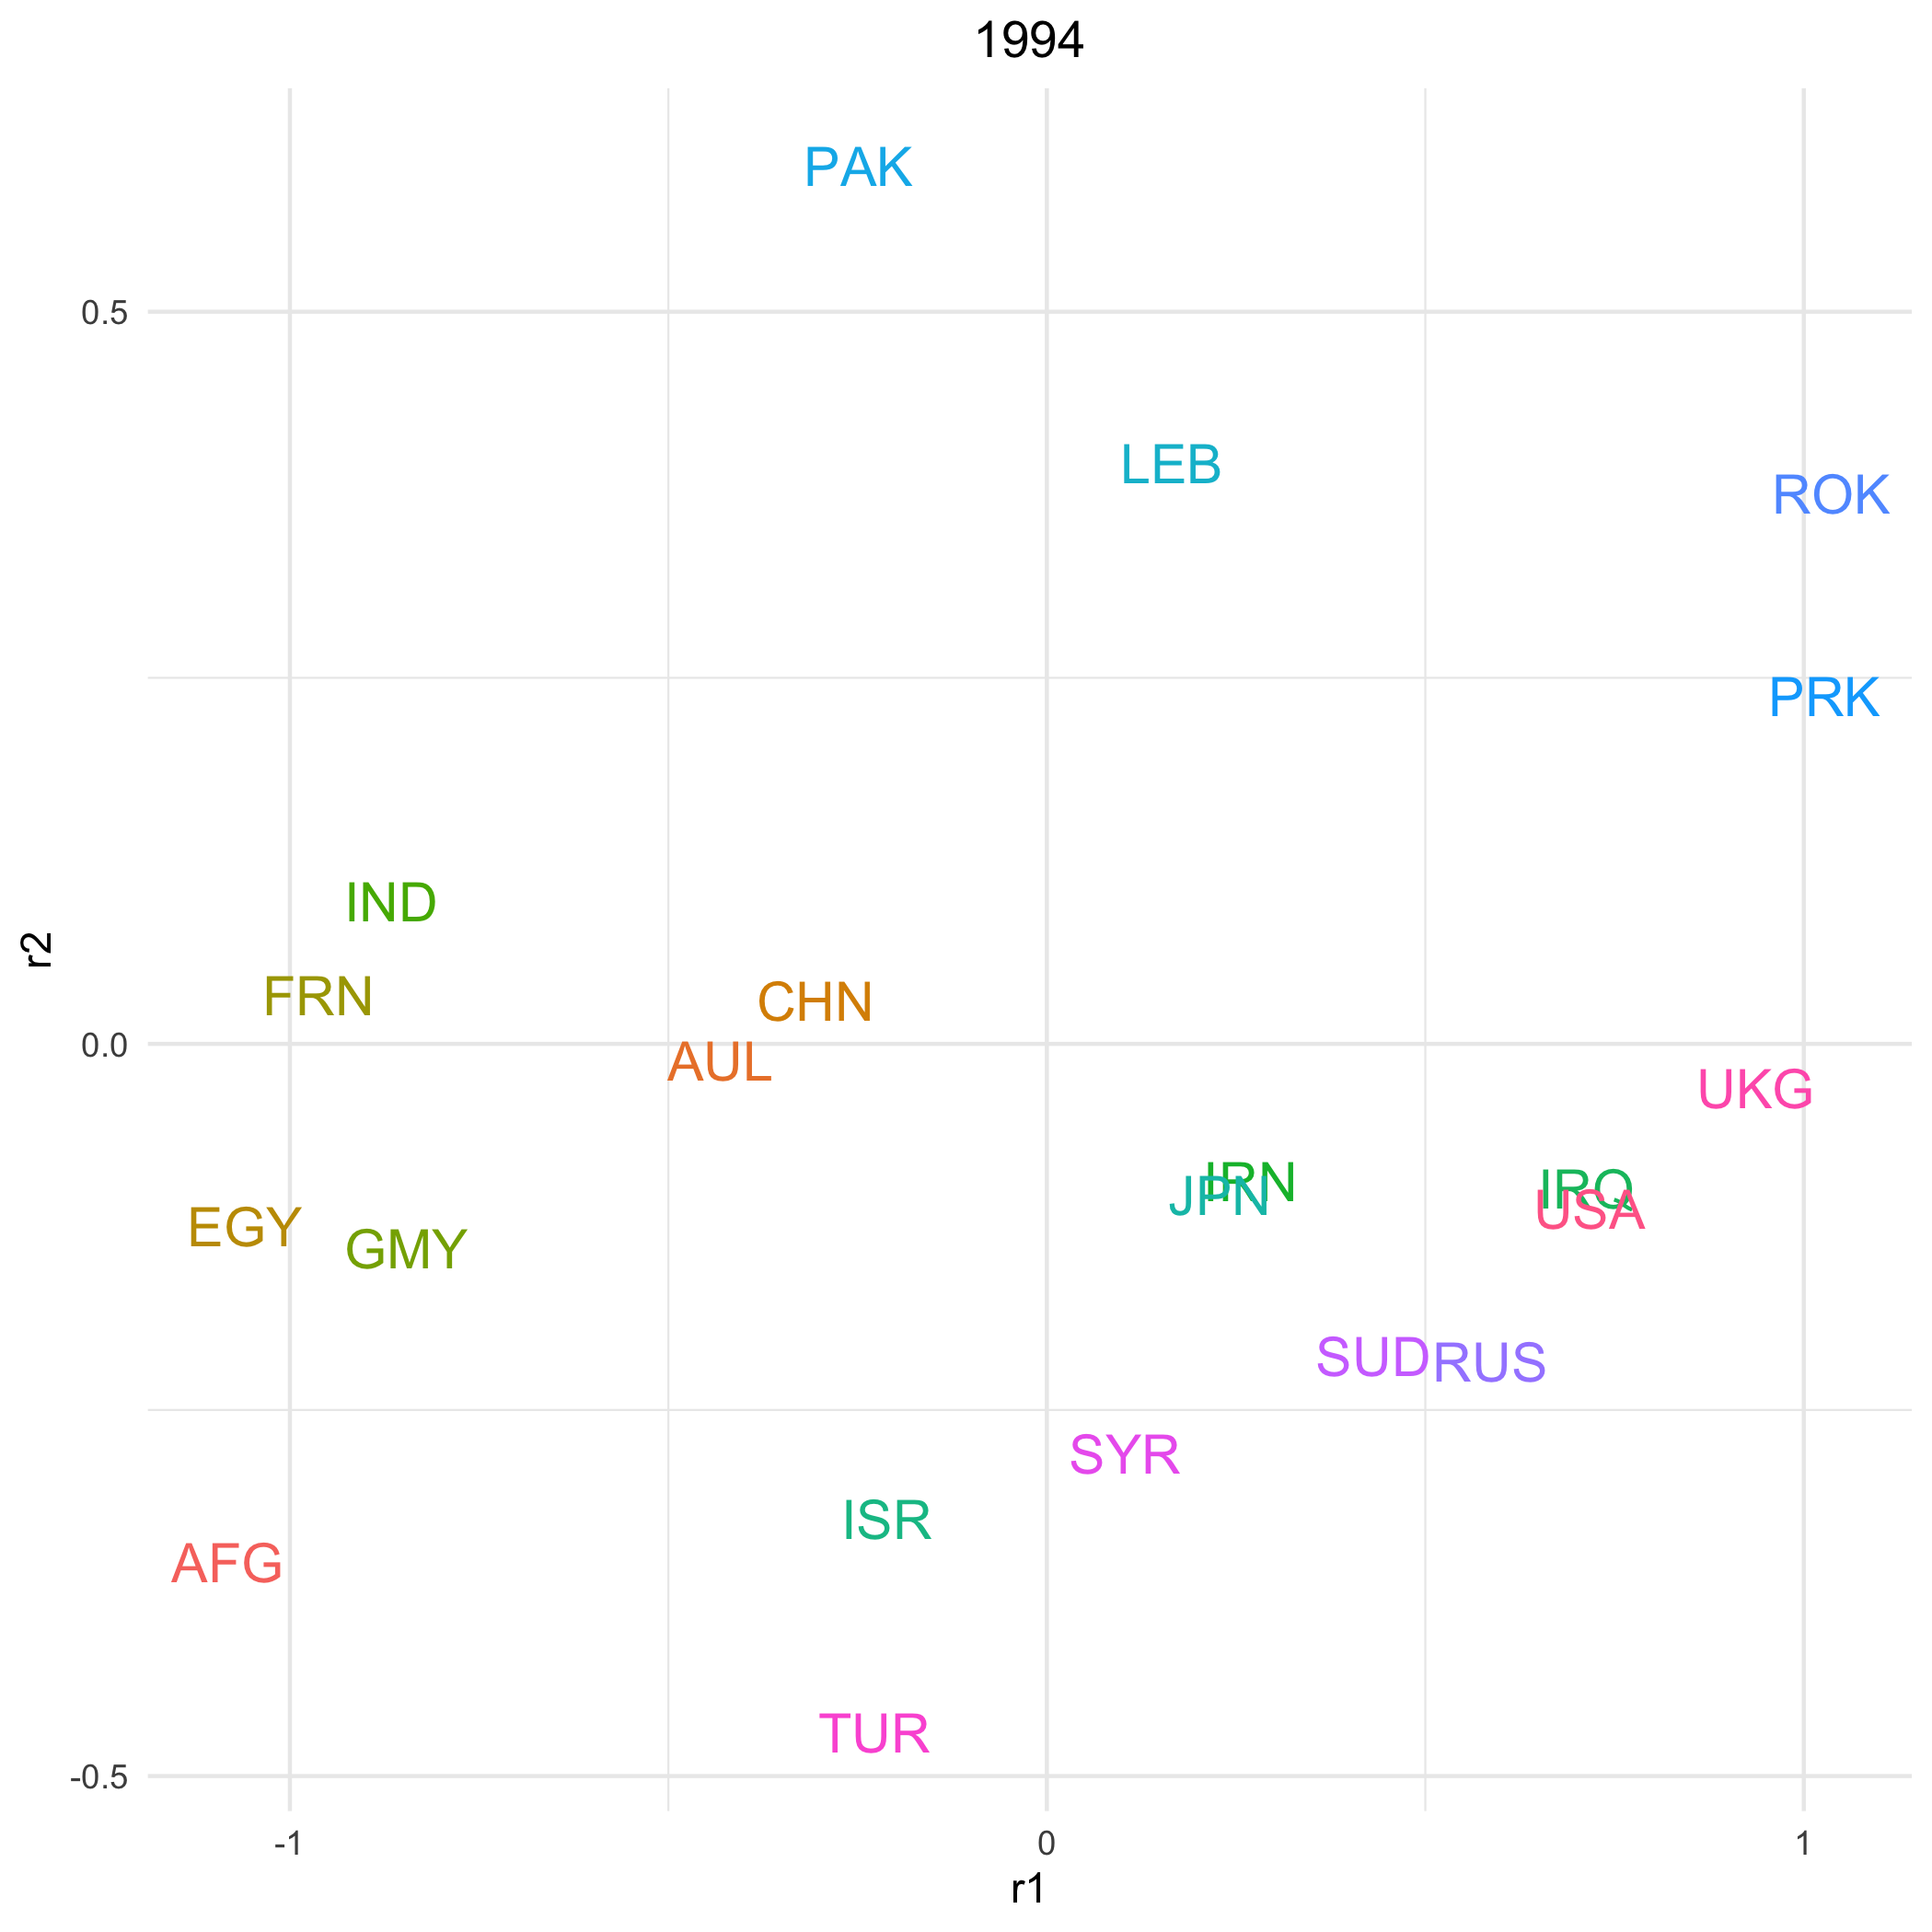 1994
PAK
0.5
LEB
ROK
PRK
IND
r2
FRN
CHN
0.0
AUL
UKG
IRN
JPN
IRQ
USA
EGY
GMY
SUD
RUS
SYR
ISR
AFG
TUR
-0.5
-1
0
1
r1